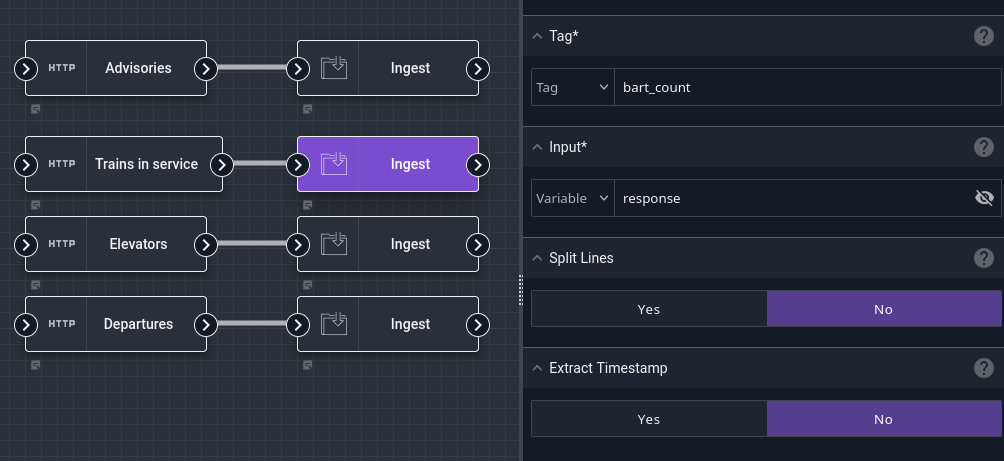 HTTP Advisories Ingest
HTTP Trains in service Ingest
HTTP Elevators Ingest
HTTP Departures Ingest
Tag* ?
Tag bart_count
Input* ?
Variable response
Split Lines ?
Yes No
Extract Timestamp ?
Yes No